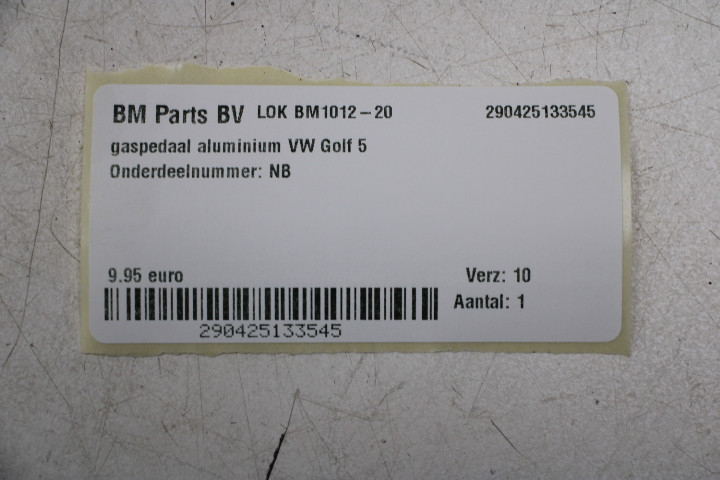 BM Parts BV LOK BM1012-20 290425133545
gaspedaal aluminium VW Golf 5
Onderdeelnummer: NB
9.95 euro Verz: 10
Aantal: 1
290425133545